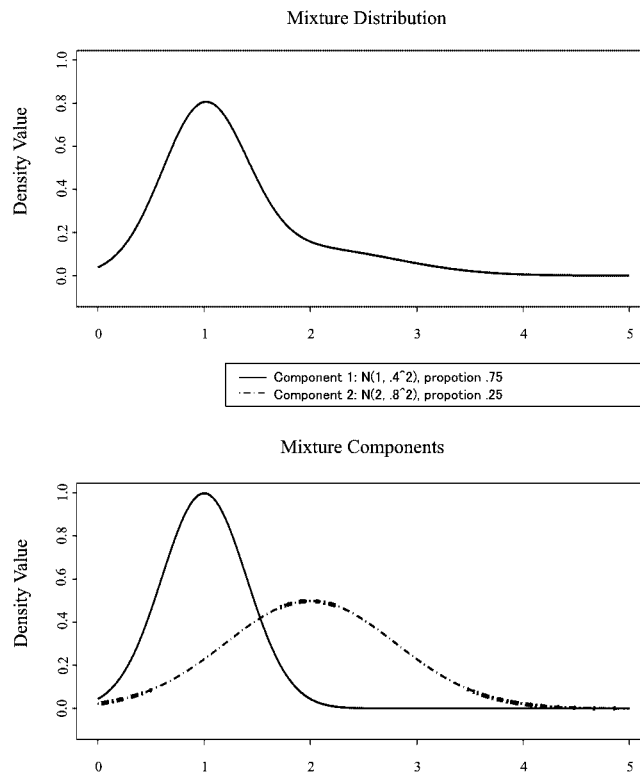 Mixture Distribution
Density Value
1.0
0.8
0.6
0.4
0.2
0.0
0 1 2 3 4 5
Component 1: N(1, .4^2), propotion .75
Component 2: N(2, .8^2), propotion .25
Mixture Components
Density Value
1.0
0.8
0.6
0.4
0.2
0.0
0 1 2 3 4 5